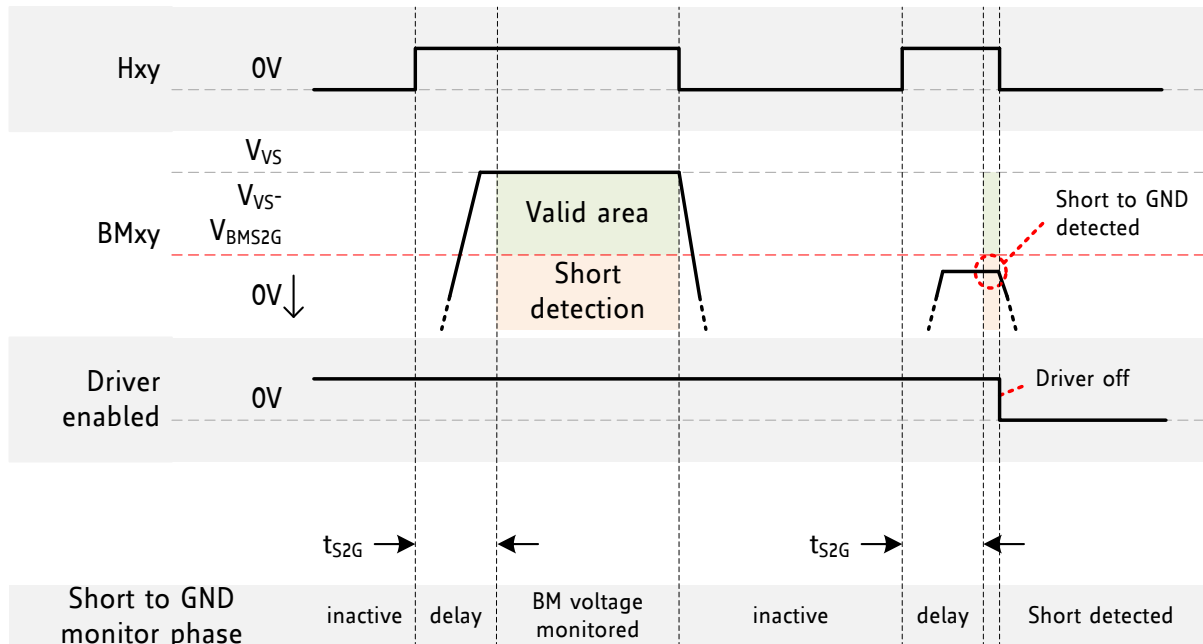 Hxy
0V
V_VS
V_VS-
V_BMS2G
BMxy
0V
Valid area
Short
detection
Short to GND
detected
Driver
enabled
0V
Driver off
t_S2G
t_S2G
Short to GND
monitor phase
inactive
delay
BM voltage
monitored
inactive
delay
Short detected